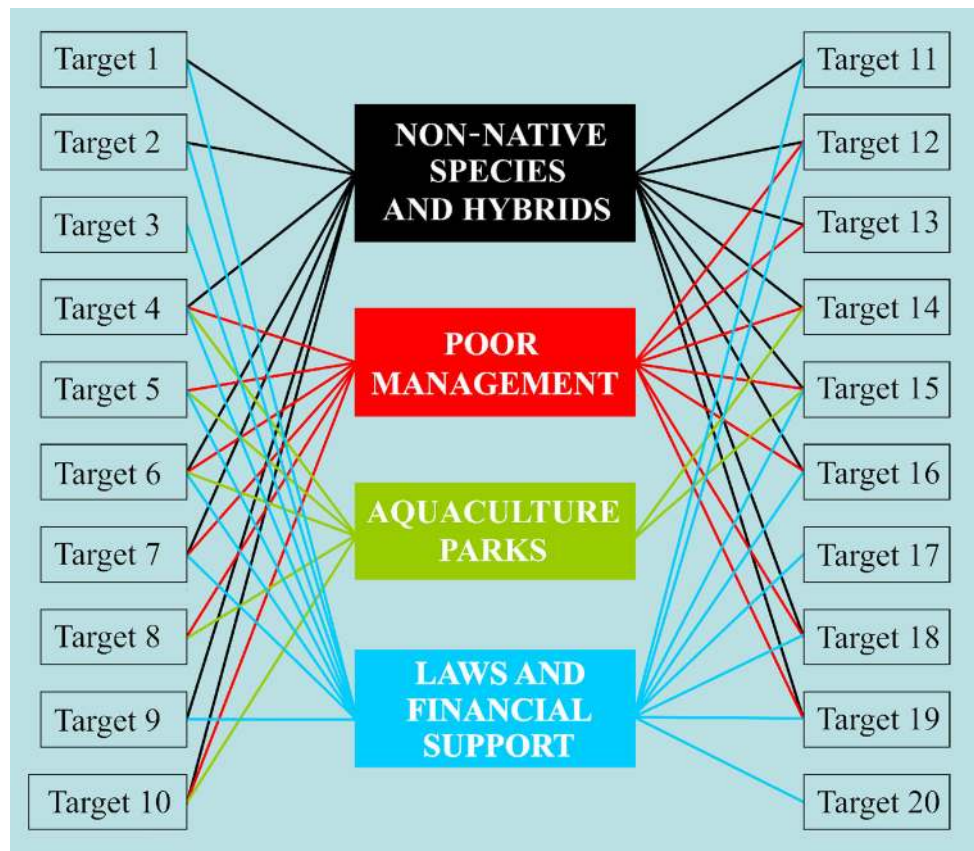 Target 1
Target 2
Target 3
Target 4
Target 5
Target 6
Target 7
Target 8
Target 9
Target 10
NON-NATIVE
SPECIES
AND HYBRIDS
POOR
MANAGEMENT
AQUACULTURE
PARKS
LAWS AND
FINANCIAL
SUPPORT
Target 11
Target 12
Target 13
Target 14
Target 15
Target 16
Target 17
Target 18
Target 19
Target 20